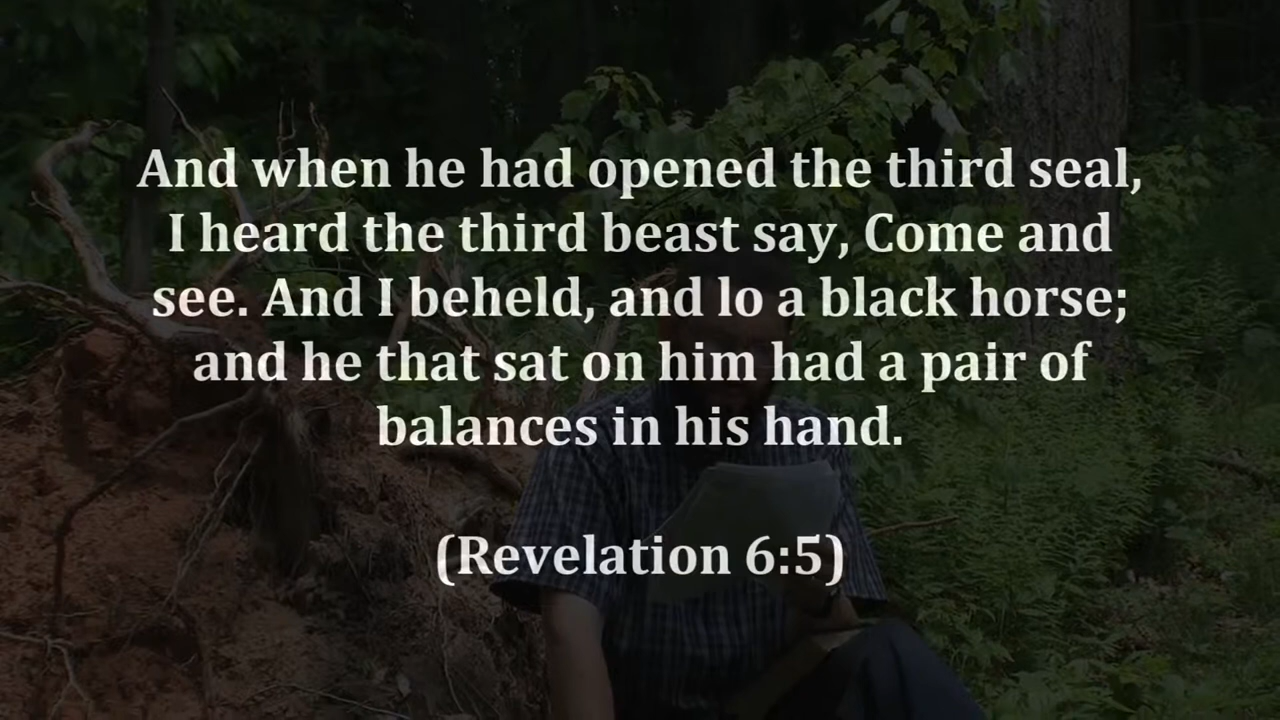 And when he had opened the third seal,
I heard the third beast say, Come and
see. And I beheld, and lo a black horse;
and he that sat on him had a pair of
balances in his hand.
(Revelation 6:5)